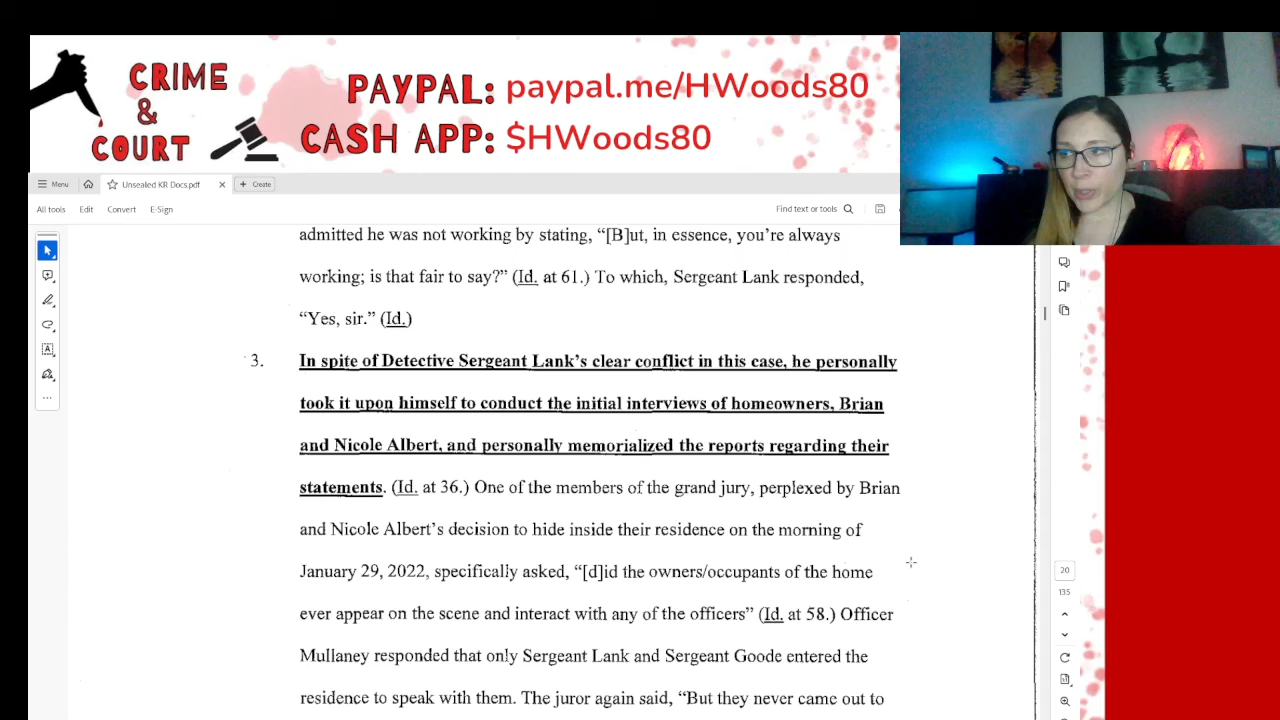 CRIME
&
COURT
PAYPAL: paypal.me/HWoods80
CASH APP: $HWoods80
Menu
Unsealed KR Docs.pdf
Create
All tools Edit Convert E-Sign
Find text or tools
admitted he was not working by stating, “[B]ut, in essence, you’re always
working; is that fair to say?” (Id. at 61.) To which, Sergeant Lank responded,
“Yes, sir.” (Id.)
3. In spite of Detective Sergeant Lank’s clear conflict in this case, he personally
took it upon himself to conduct the initial interviews of homeowners, Brian
and Nicole Albert, and personally memorialized the reports regarding their
statements. (Id. at 36.) One of the members of the grand jury, perplexed by Brian
and Nicole Albert’s decision to hide inside their residence on the morning of
January 29, 2022, specifically asked, “[d]id the owners/occupants of the home
ever appear on the scene and interact with any of the officers” (Id. at 58.) Officer
Mullaney responded that only Sergeant Lank and Sergeant Goode entered the
residence to speak with them. The juror again said, “But they never came out to
20
135